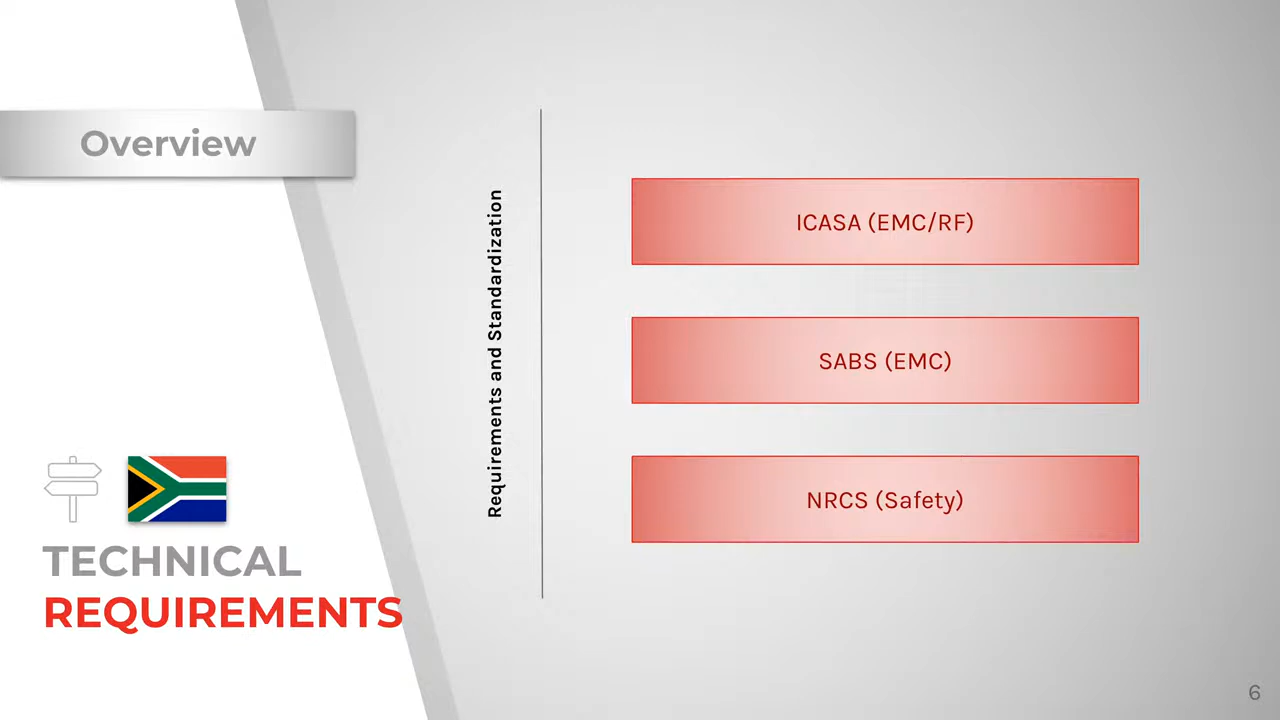 Overview
TECHNICAL
REQUIREMENTS
Requirements and Standardization
ICASA (EMC/RF)
SABS (EMC)
NRCS (Safety)
6